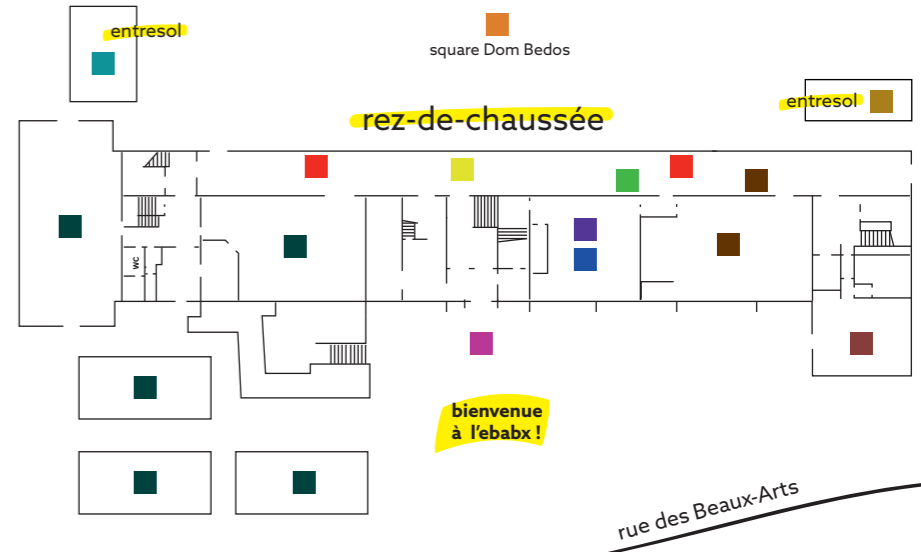 entresol
square Dom Bedos
entresol
rez-de-chaussée
WC
bienvenue
à l'ebabx !
rue des Beaux-Arts